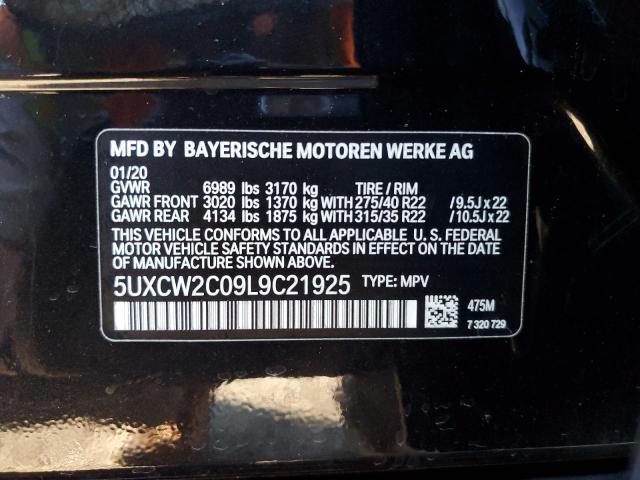 MFD BY BAYERISCHE MOTOREN WERKE AG
01/20
GVWR 6989 lbs 3170 kg TIRE / RIM
GAWR FRONT 3020 lbs 1370 kg WITH 275/40 R22 / 9.5J x 22
GAWR REAR 4134 lbs 1875 kg WITH 315/35 R22 / 10.5J x 22
THIS VEHICLE CONFORMS TO ALL APPLICABLE U. S. FEDERAL
MOTOR VEHICLE SAFETY STANDARDS IN EFFECT ON THE DATE
OF MANUFACTURE SHOWN ABOVE.
5UXCW2C09L9C21925 TYPE: MPV
475M
7 320 729